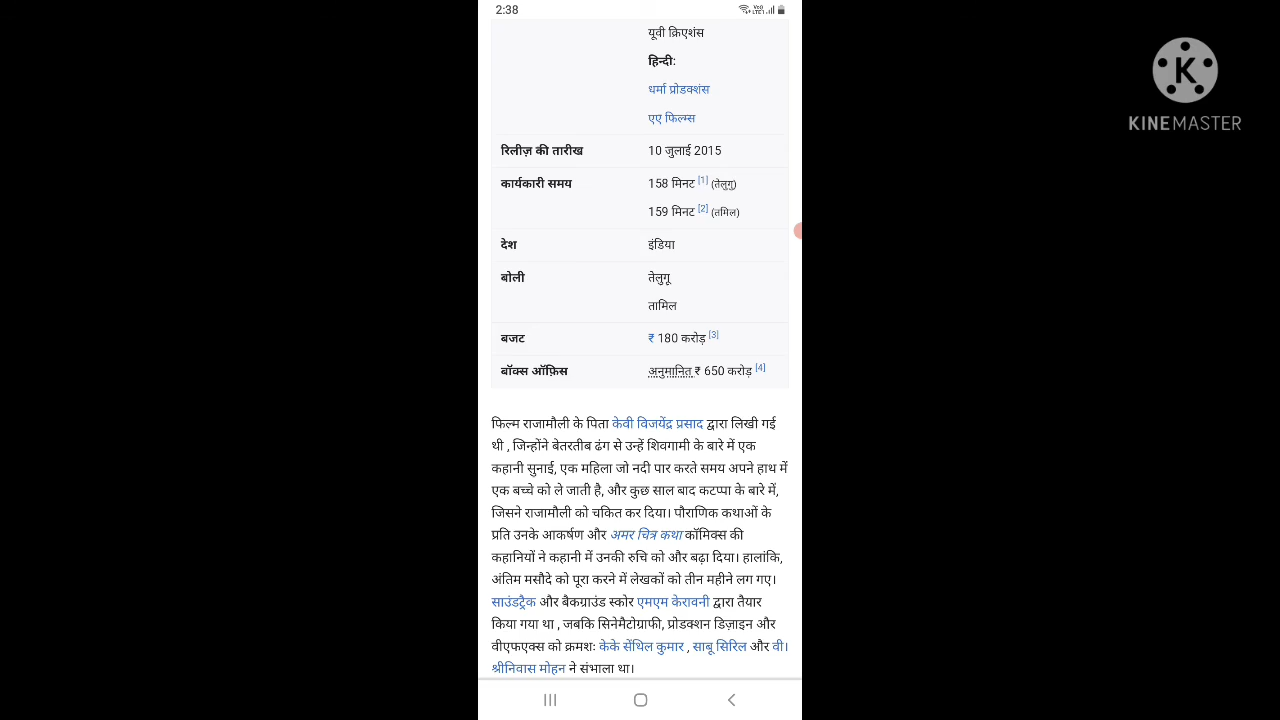 2:38
यूवी क्रिएशंस
हिन्दी:
धर्मा प्रोडक्शंस
एए फिल्म्स
रिलीज़ की तारीख 10 जुलाई 2015
कार्यकारी समय 158 मिनट [1] (तेलुगु)
159 मिनट [2] (तमिल)
देश इंडिया
बोली तेलुगू
तामिल
बजट ₹ 180 करोड़ [3]
बॉक्स ऑफ़िस अनुमानित ₹ 650 करोड़ [4]
फिल्म राजामौली के पिता केवी विजयेंद्र प्रसाद द्वारा लिखी गई
थी , जिन्होंने बेतरतीब ढंग से उन्हें शिवगामी के बारे में एक
कहानी सुनाई, एक महिला जो नदी पार करते समय अपने हाथ में
एक बच्चे को ले जाती है, और कुछ साल बाद कटप्पा के बारे में,
जिसने राजामौली को चकित कर दिया। पौराणिक कथाओं के
प्रति उनके आकर्षण और अमर चित्र कथा कॉमिक्स की
कहानियों ने कहानी में उनकी रुचि को और बढ़ा दिया। हालांकि,
अंतिम मसौदे को पूरा करने में लेखकों को तीन महीने लग गए।
साउंडट्रैक और बैकग्राउंड स्कोर एमएम केरावनी द्वारा तैयार
किया गया था , जबकि सिनेमैटोग्राफी, प्रोडक्शन डिज़ाइन और
वीएफएक्स को क्रमशः केके सेंथिल कुमार , साबू सिरिल और वी।
श्रीनिवास मोहन ने संभाला था।
K
KINEMASTER